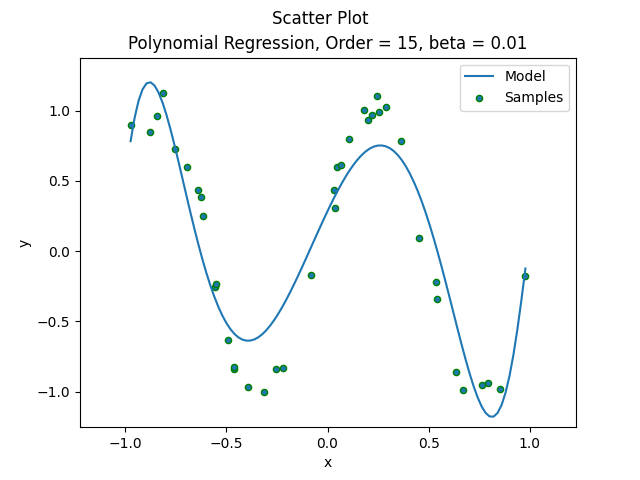 Scatter Plot
Polynomial Regression, Order = 15, beta = 0.01
Model
Samples
1.0
0.5
0.0
−0.5
−1.0
y
−1.0 −0.5 0.0 0.5 1.0
x